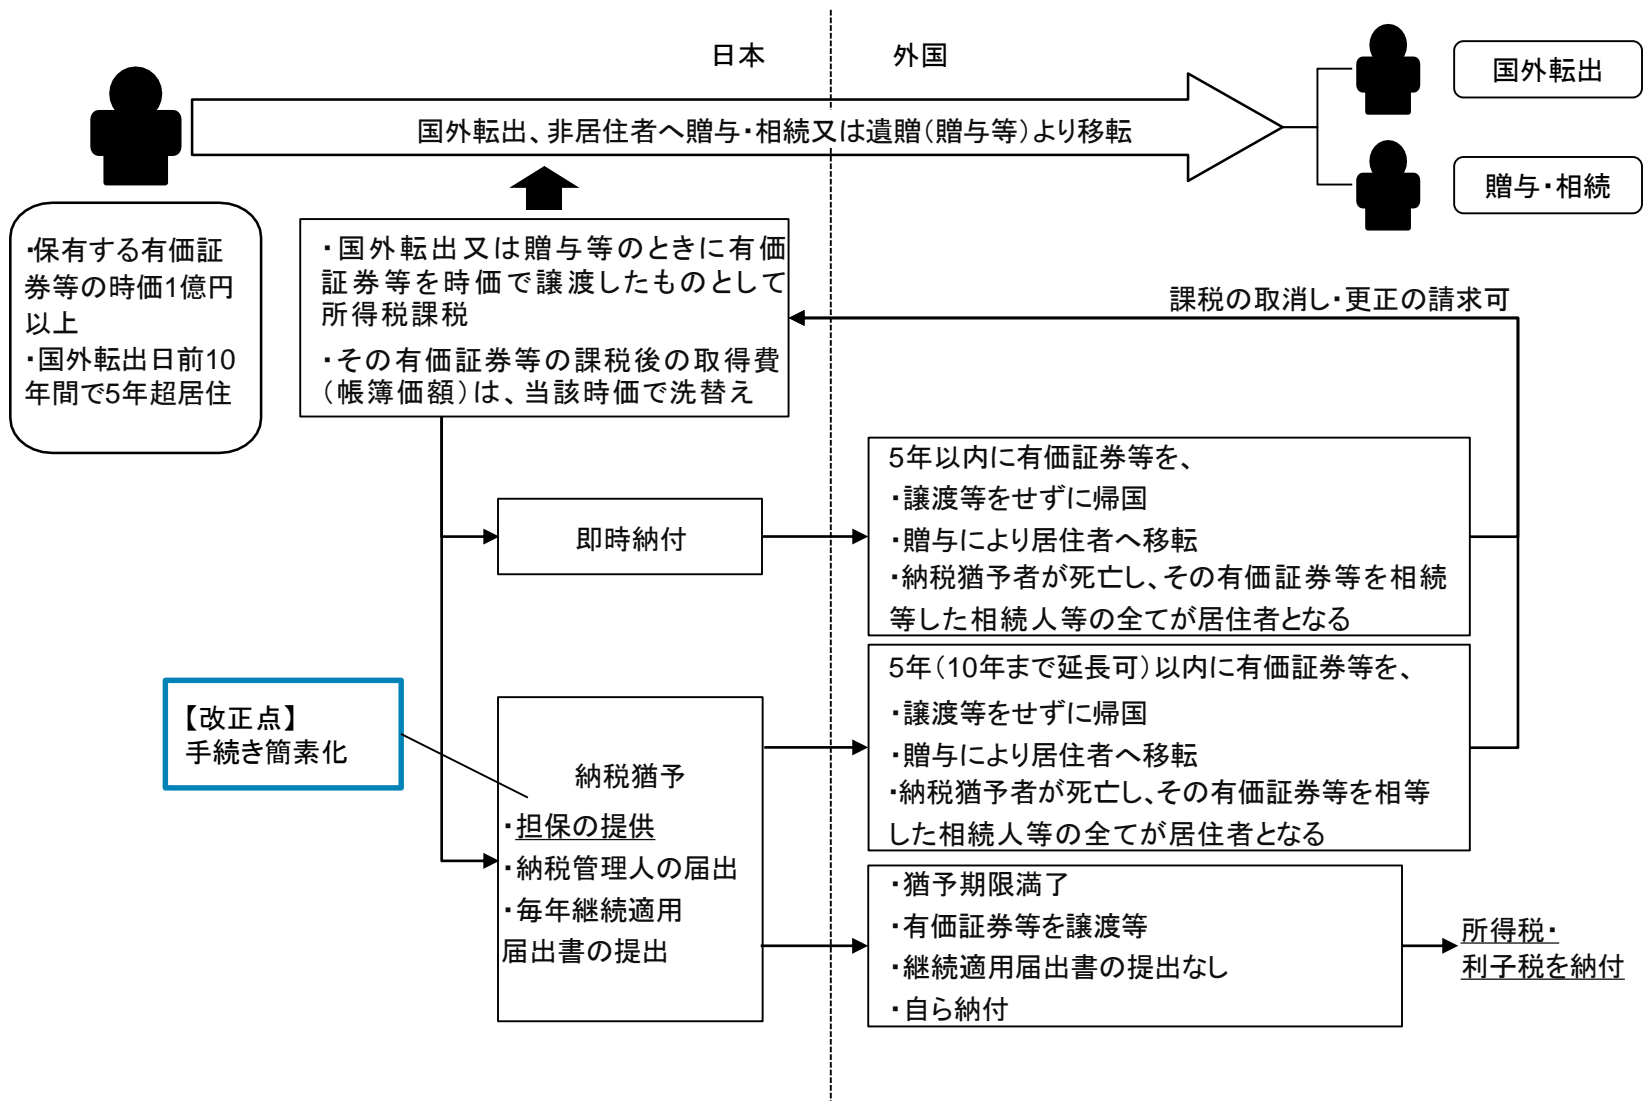 日本
外国
国外転出、非居住者へ贈与・相続又は遺贈（贈与等）より移転
国外転出
贈与・相続
・保有する有価証
券等の時価1億円
以上
・国外転出日前10
年間で5年超居住
・国外転出又は贈与等のときに有価
証券等を時価で譲渡したものとして
所得税課税
・その有価証券等の課税後の取得費
（帳簿価額）は、当該時価で洗替え
課税の取消し・更正の請求可
即時納付
5年以内に有価証券等を、
・譲渡等をせずに帰国
・贈与により居住者へ移転
・納税猶予者が死亡し、その有価証券等を相続
等した相続人等の全てが居住者となる
【改正点】
手続き簡素化
納税猶予
・担保の提供
・納税管理人の届出
・毎年継続適用
届出書の提出
5年（10年まで延長可）以内に有価証券等を、
・譲渡等をせずに帰国
・贈与により居住者へ移転
・納税猶予者が死亡し、その有価証券等を相等
した相続人等の全てが居住者となる
・猶予期限満了
・有価証券等を譲渡等
・継続適用届出書の提出なし
・自ら納付
所得税・
利子税を納付